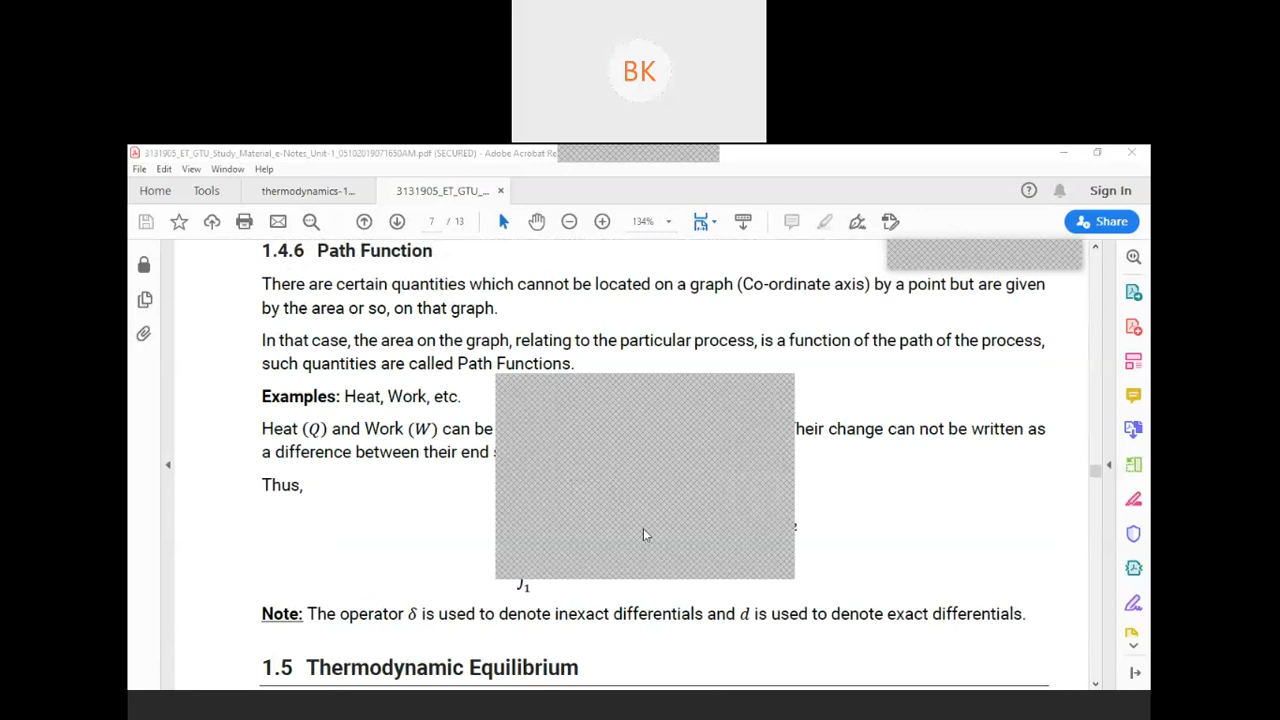 BK
3131905_ET_GTU_Study_Material_e-Notes_Unit-1_05102019071650AM.pdf (SECURED) - Adobe Acrobat Re
File Edit View Window Help
Home Tools thermodynamics-1... 3131905_ET_GTU_... × Sign In
7 / 13 134% Share
1.4.6 Path Function
There are certain quantities which cannot be located on a graph (Co-ordinate axis) by a point but are given
by the area or so, on that graph.
In that case, the area on the graph, relating to the particular process, is a function of the path of the process,
such quantities are called Path Functions.
Examples: Heat, Work, etc.
Heat (Q) and Work (W) can be heir change can not be written as
a difference between their end
Thus,
2
1
Note: The operator δ is used to denote inexact differentials and d is used to denote exact differentials.
1.5 Thermodynamic Equilibrium